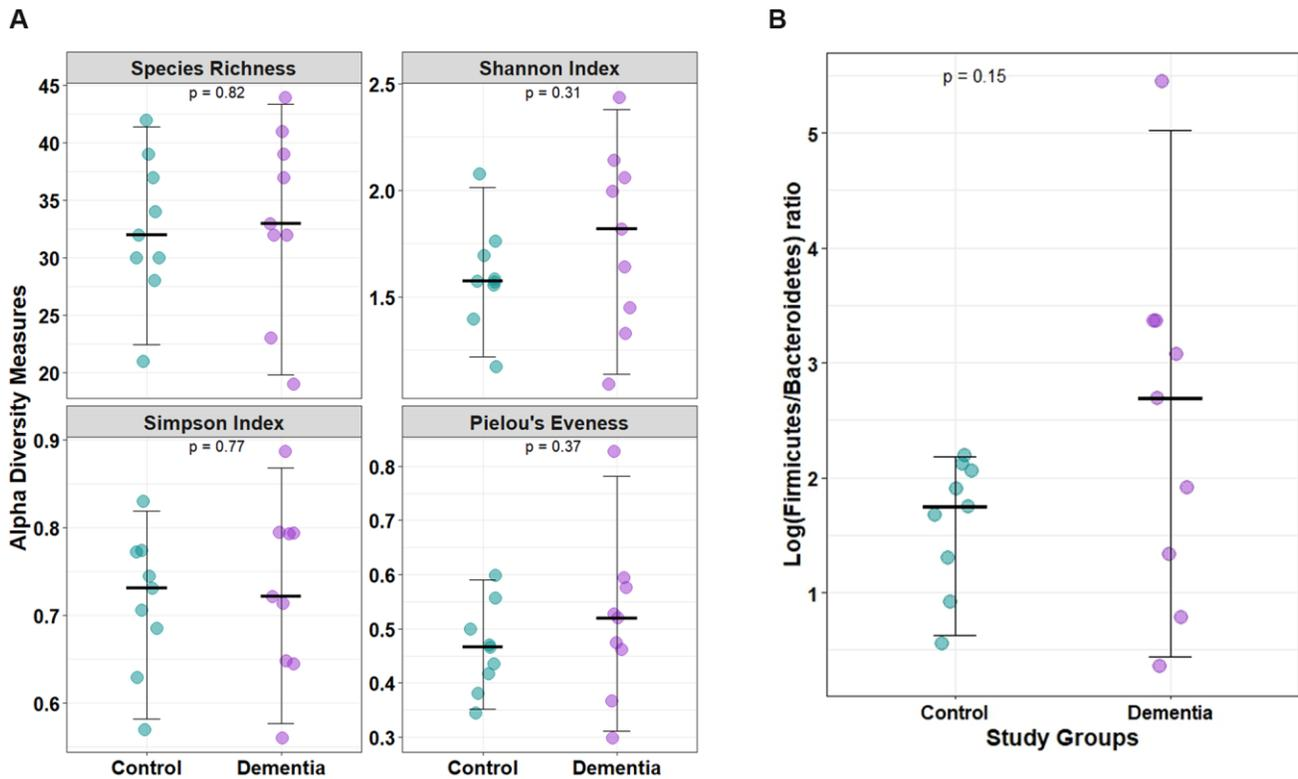 A
B
Species Richness
Shannon Index
p = 0.82
p = 0.31
45
40
35
30
25
20
2.5
2.0
1.5
Simpson Index
Pielou's Eveness
p = 0.77
p = 0.37
0.9
0.8
0.7
0.6
0.8
0.7
0.6
0.5
0.4
0.3
Alpha Diversity Measures
Control
Dementia
Control
Dementia
p = 0.15
5
4
3
2
1
Log(Firmicutes/Bacteroidetes) ratio
Control
Dementia
Study Groups